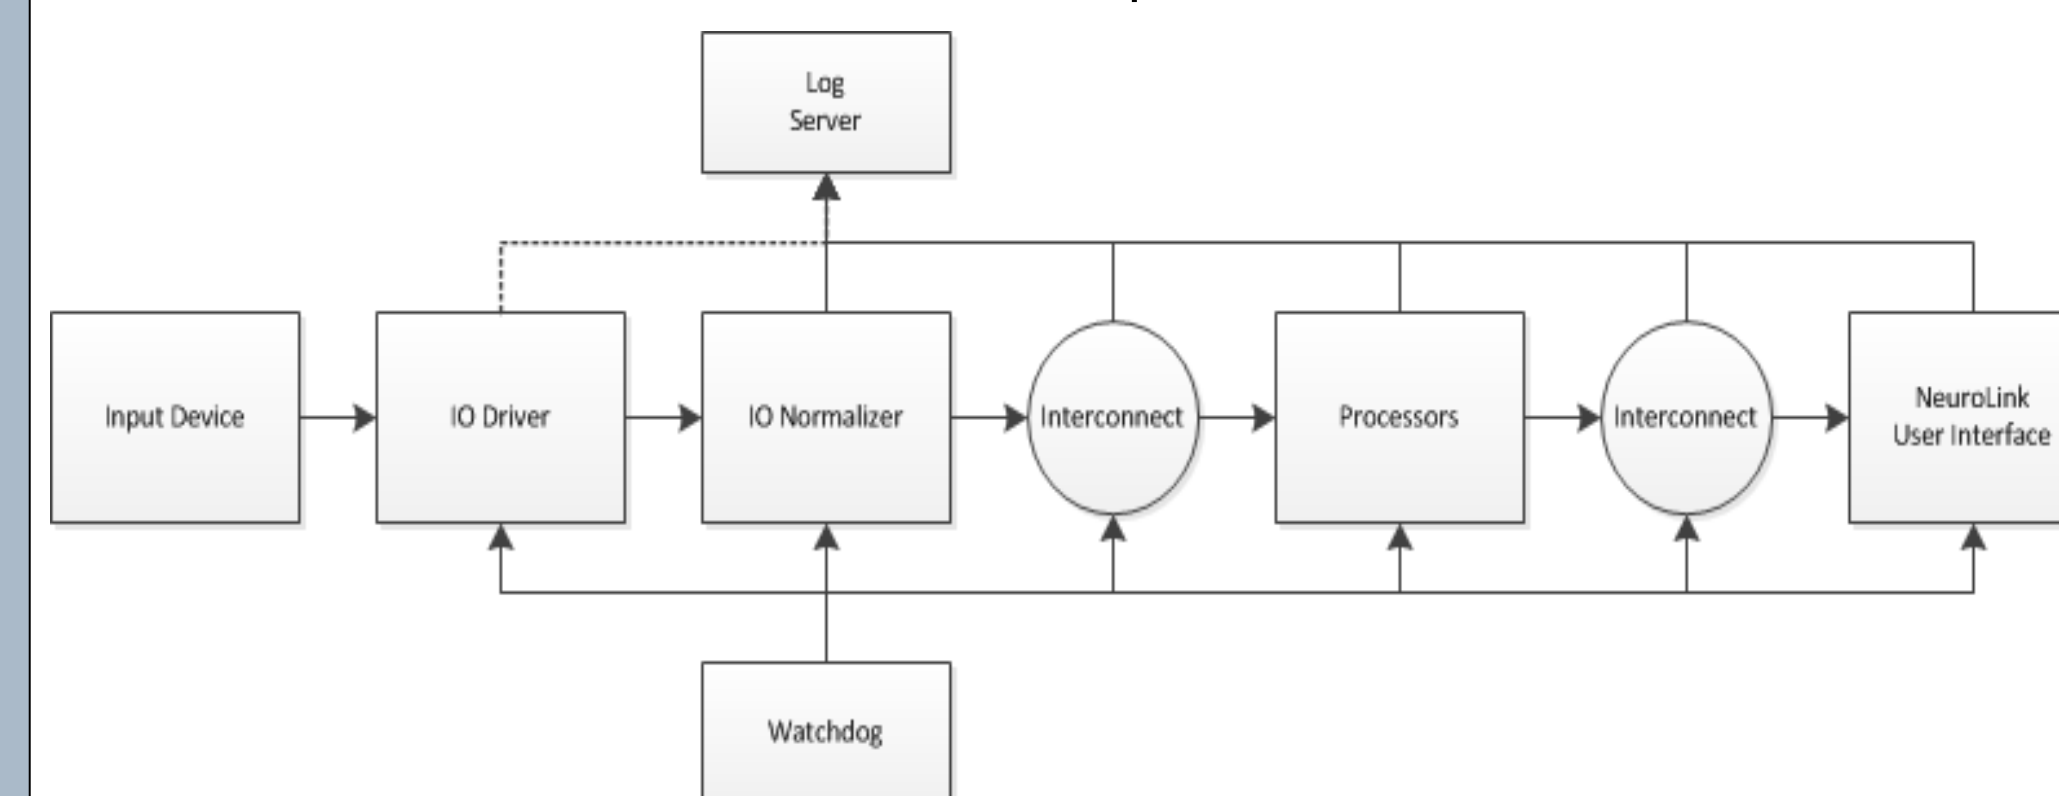 Log
Server
Input Device
IO Driver
IO Normalizer
Interconnect
Processors
Interconnect
NeuroLink
User Interface
Watchdog